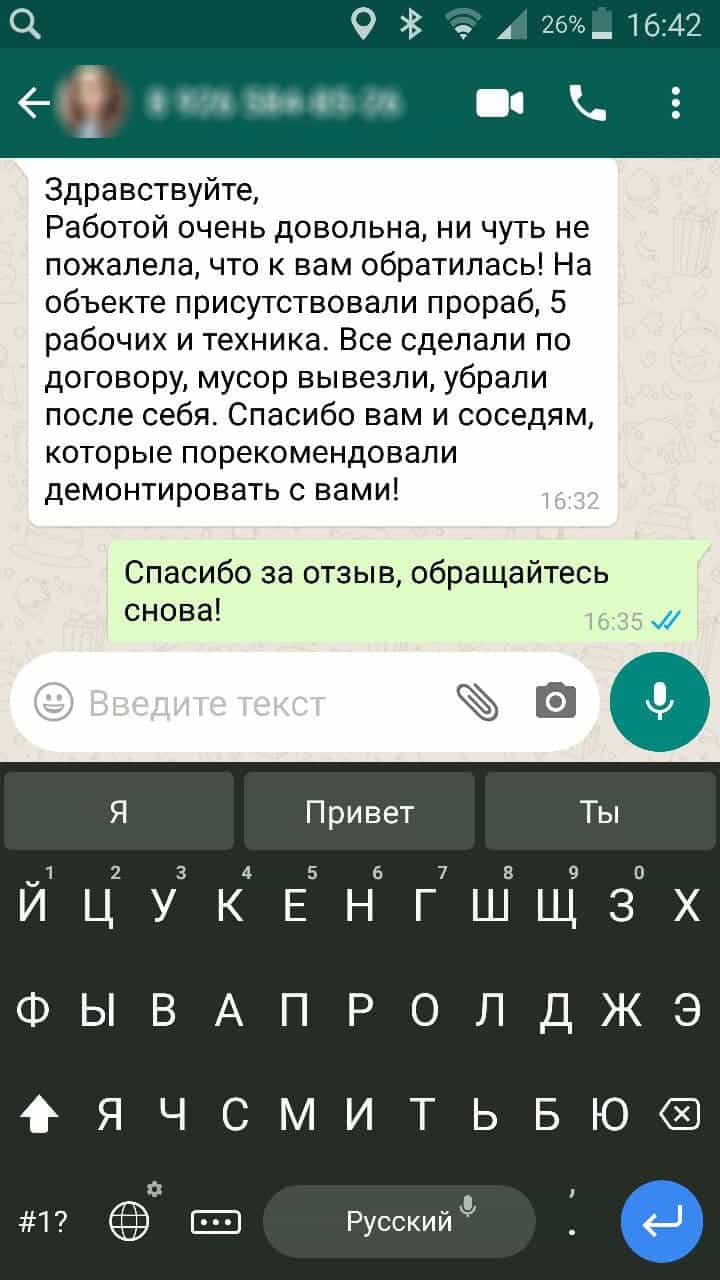 26% 16:42
Здравствуйте,
Работой очень довольна, ни чуть не
пожалела, что к вам обратилась! На
объекте присутствовали прораб, 5
рабочих и техника. Все сделали по
договору, мусор вывезли, убрали
после себя. Спасибо вам и соседям,
которые порекомендовали
демонтировать с вами!
16:32
Спасибо за отзыв, обращайтесь
снова!
16:35
Введите текст
Я Привет Ты
1 2 3 4 5 6 7 8 9 0
Й Ц У К Е Н Г Ш Щ З Х
Ф Ы В А П Р О Л Д Ж Э
Я Ч С М И Т Ь Б Ю
#1? Русский , .